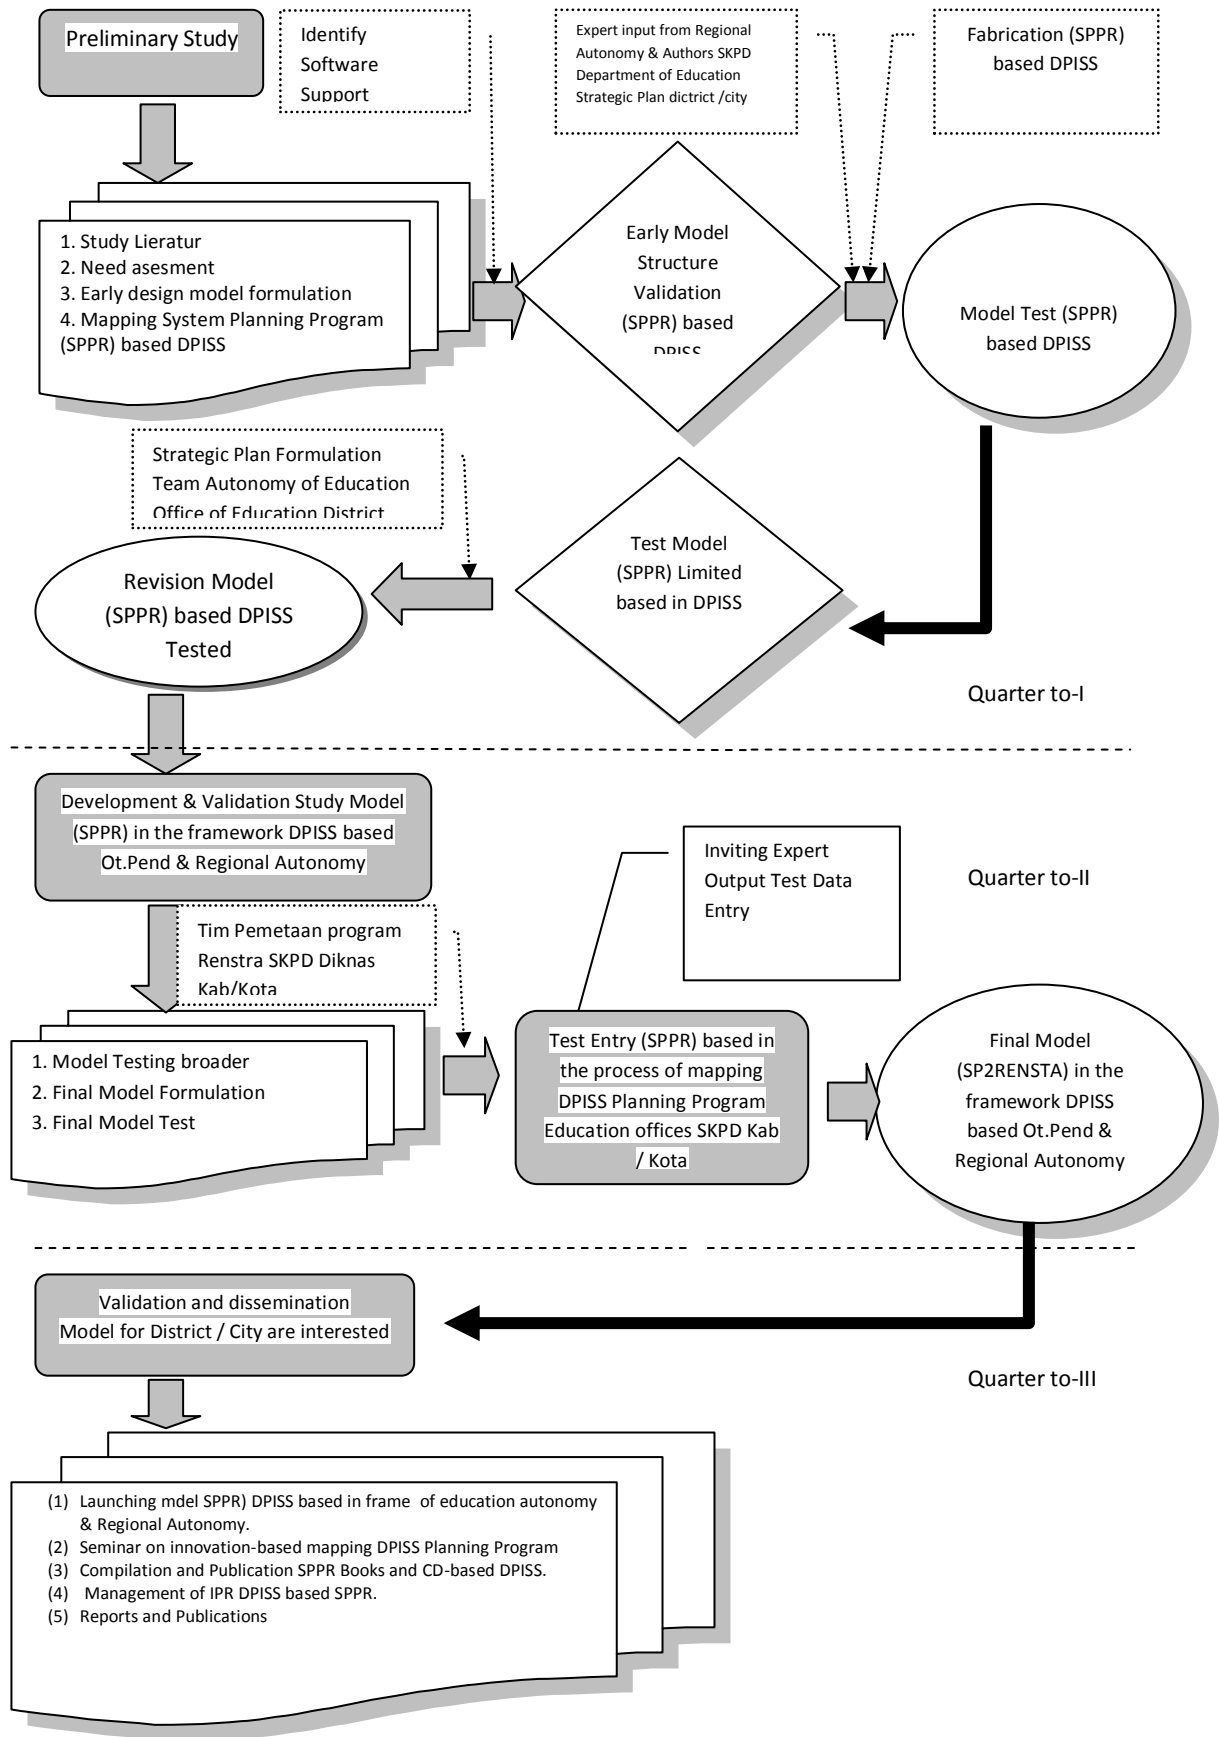 Preliminary Study
Identify
Software
Support
Expert input from Regional
Autonomy & Authors SKPD
Department of Education
Strategic Plan dictrict /city
Fabrication (SPPR)
based DPISS
1. Study Lieratur
2. Need asesment
3. Early design model formulation
4. Mapping System Planning Program
(SPPR) based DPISS
Early Model
Structure
Validation
(SPPR) based
DPISS
Model Test (SPPR)
based DPISS
Strategic Plan Formulation
Team Autonomy of Education
Office of Education District
Test Model
(SPPR) Limited
based in DPISS
Revision Model
(SPPR) based DPISS
Tested
Quarter to-I
Development & Validation Study Model
(SPPR) in the framework DPISS based
Ot.Pend & Regional Autonomy
Inviting Expert
Output Test Data
Entry
Quarter to-II
Tim Pemetaan program
Renstra SKPD Diknas
Kab/Kota
1. Model Testing broader
2. Final Model Formulation
3. Final Model Test
Test Entry (SPPR) based in
the process of mapping
DPISS Planning Program
Education offices SKPD Kab
/ Kota
Final Model
(SP2RENSTA) in the
framework DPISS
based Ot.Pend &
Regional Autonomy
Validation and dissemination
Model for District / City are interested
Quarter to-III
(1) Launching mdel SPPR) DPISS based in frame of education autonomy
& Regional Autonomy.
(2) Seminar on innovation-based mapping DPISS Planning Program
(3) Compilation and Publication SPPR Books and CD-based DPISS.
(4) Management of IPR DPISS based SPPR.
(5) Reports and Publications